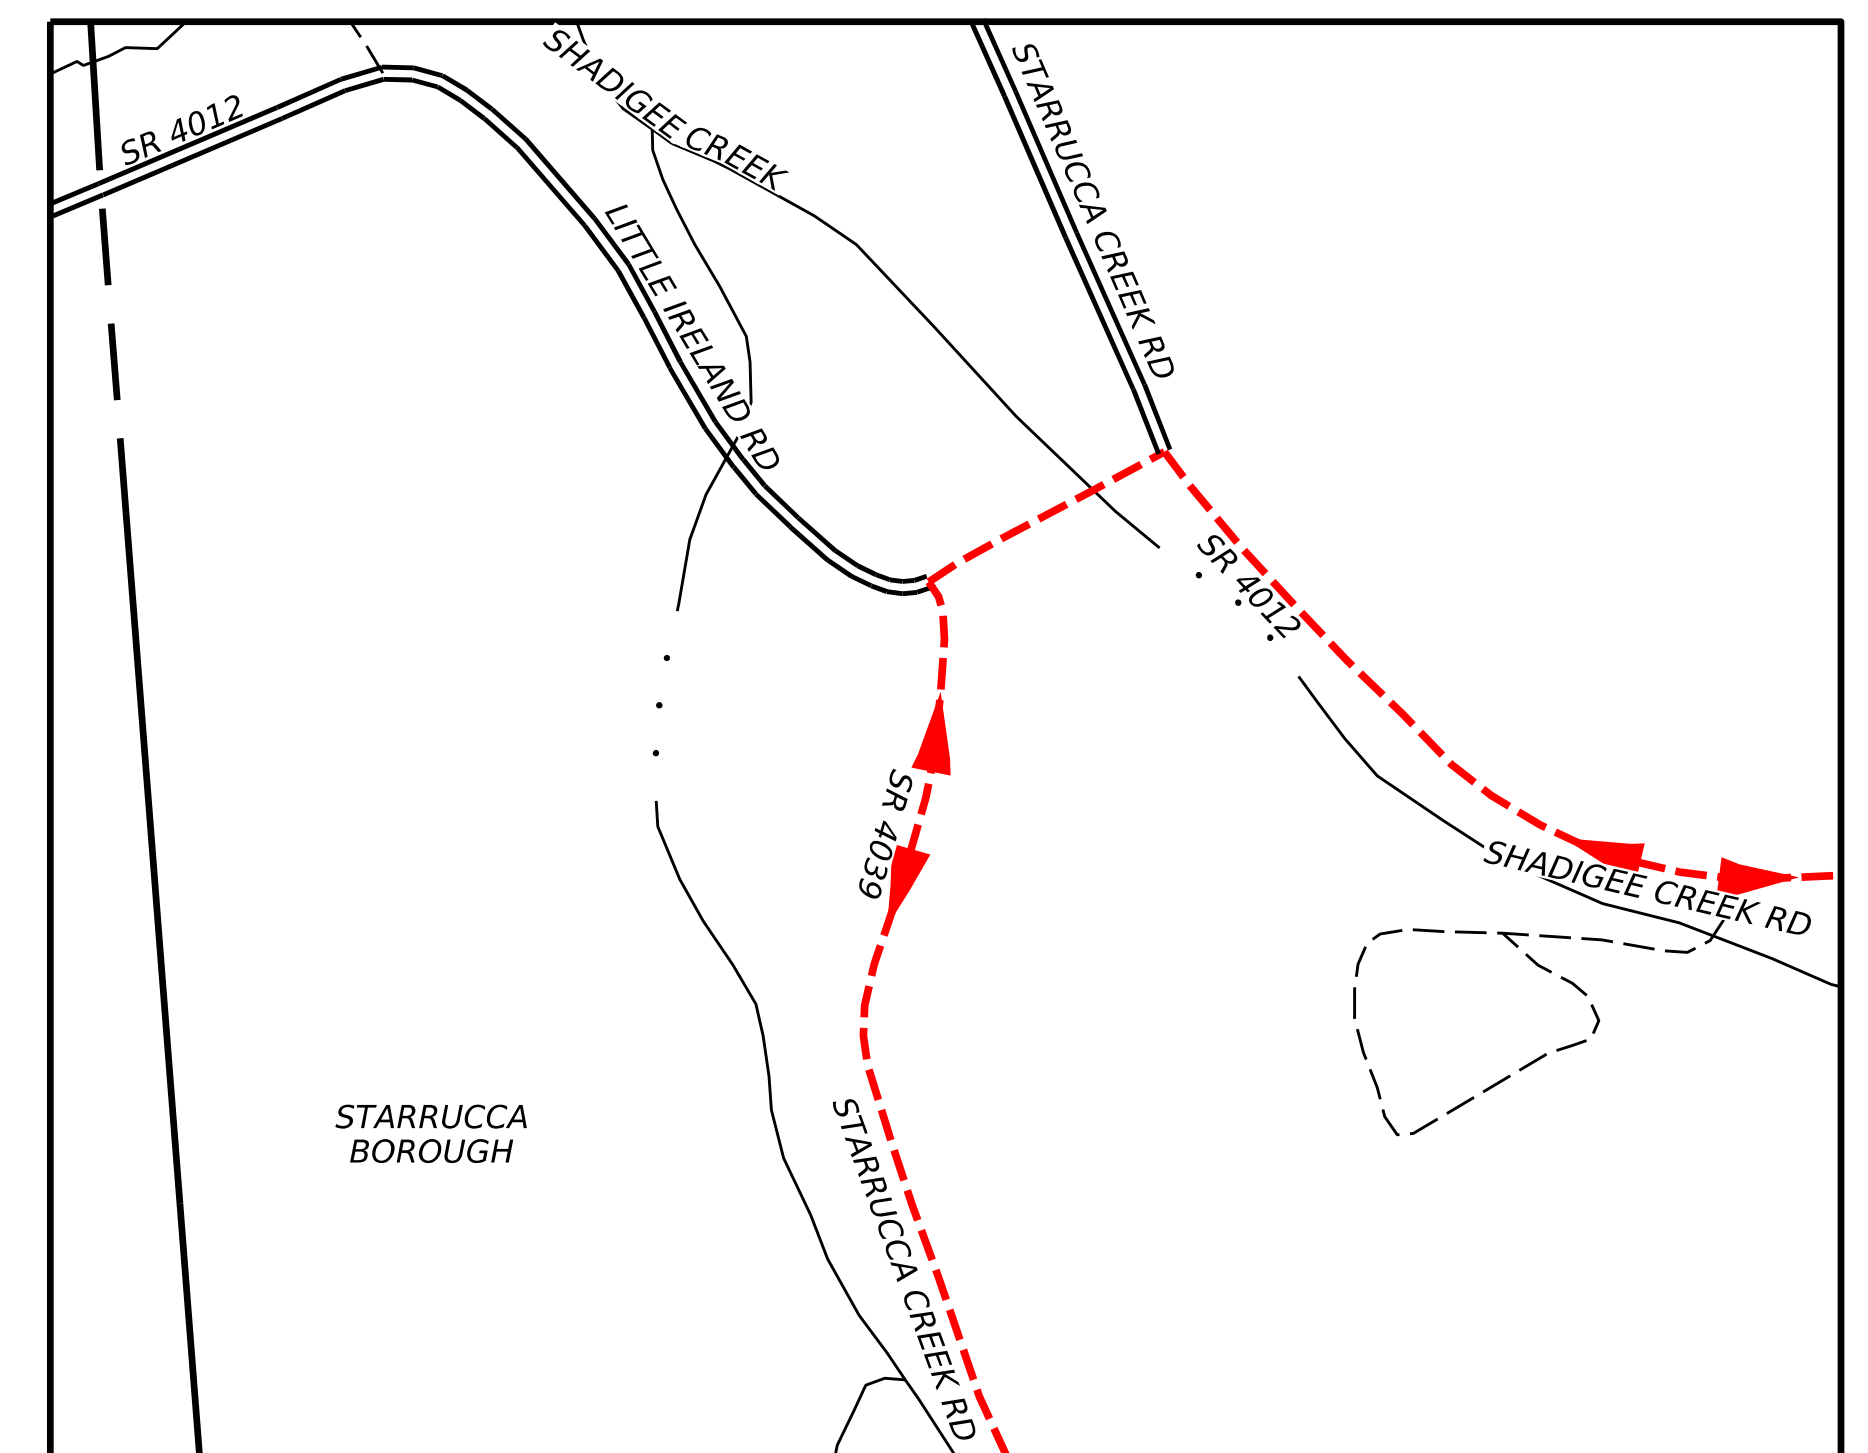 SHADIGEE CREEK
STARRUCCA CREEK RD
SR 4012
LITTLE IRELAND RD
SR 4012
SR 4039
SHADIGEE CREEK RD
STARRUCCA
BOROUGH
STARRUCCA CREEK RD